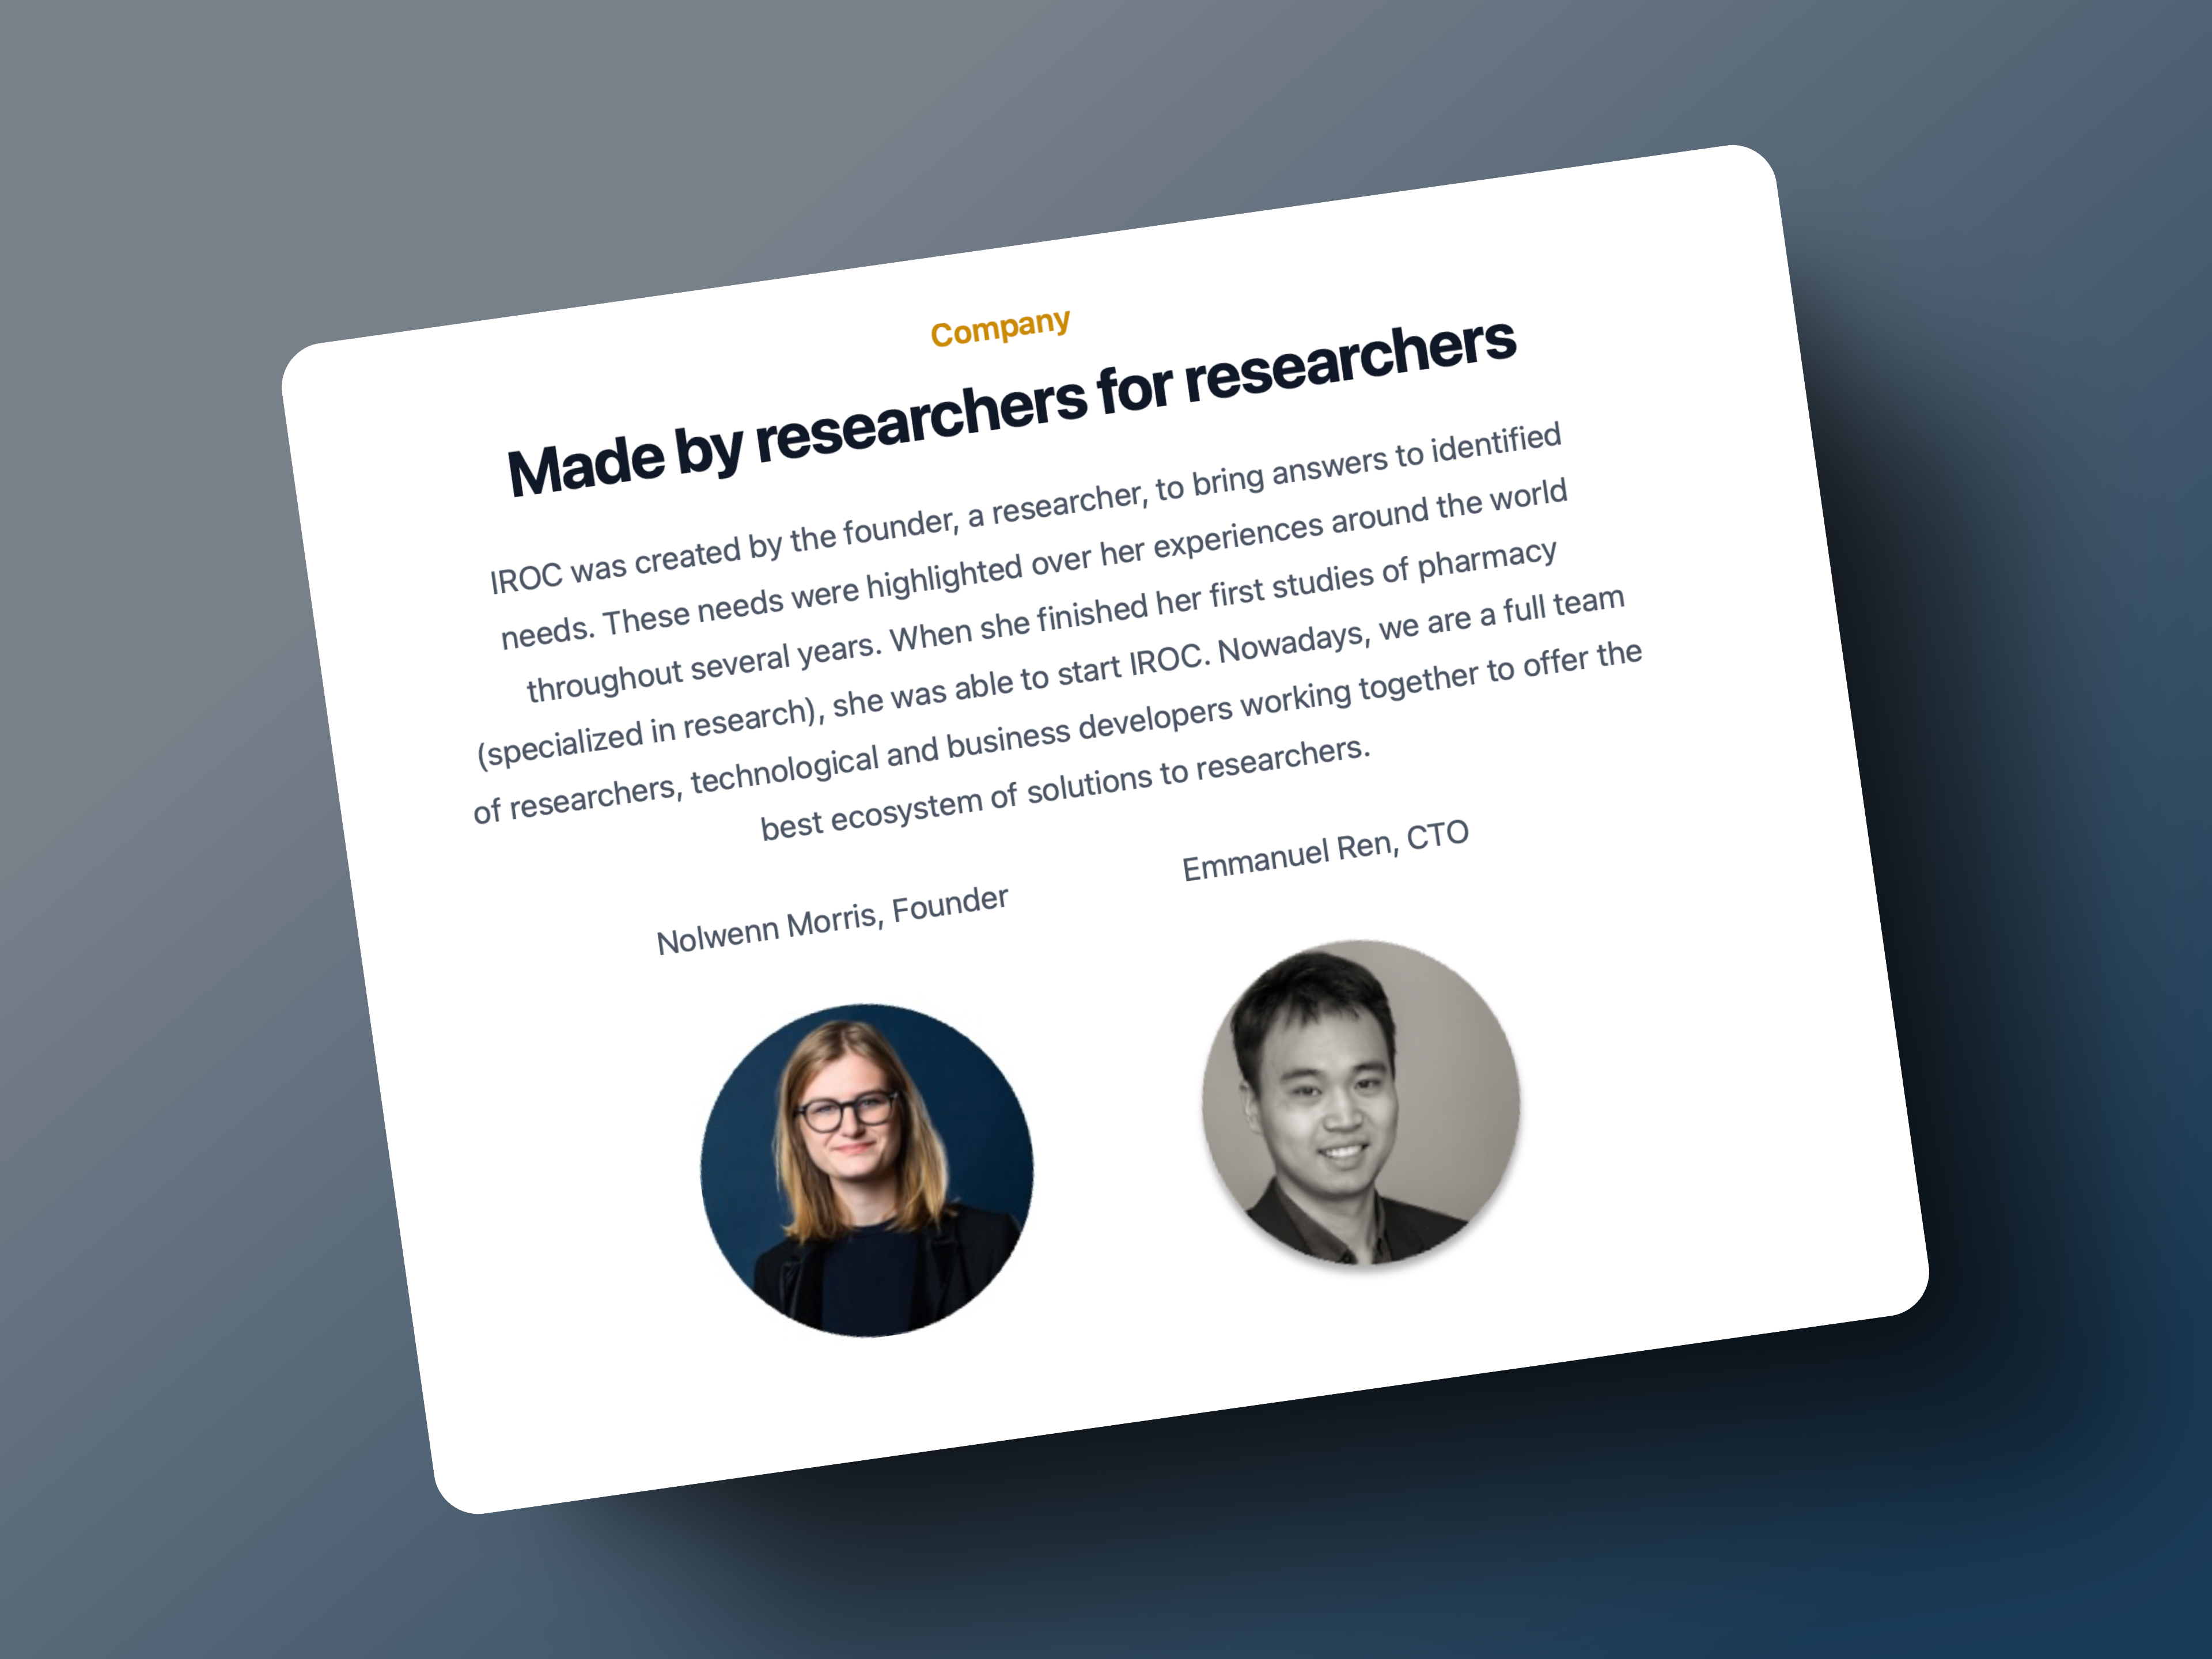 Company
Made by researchers for researchers
IROC was created by the founder, a researcher, to bring answers to identified
needs. These needs were highlighted over her experiences around the world
throughout several years. When she finished her first studies of pharmacy
(specialized in research), she was able to start IROC. Nowadays, we are a full team
of researchers, technological and business developers working together to offer the
best ecosystem of solutions to researchers.
Nolwenn Morris, Founder
Emmanuel Ren, CTO